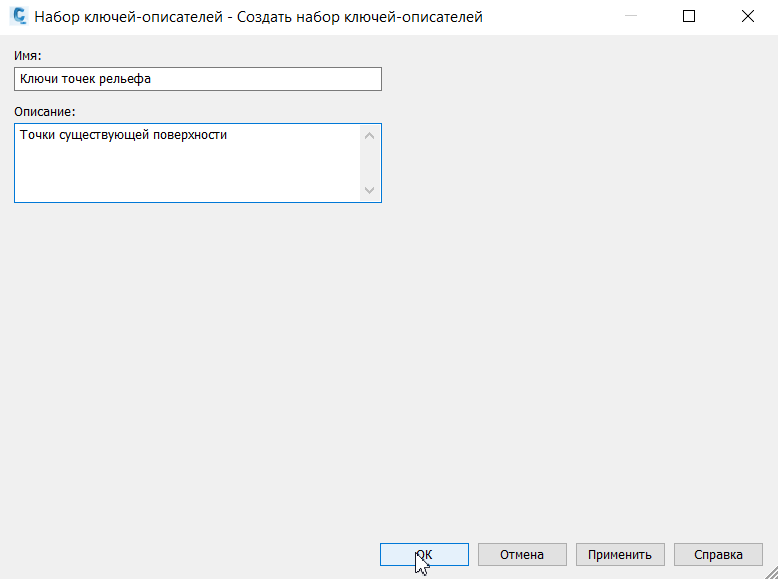 Набор ключей-описателей - Создать набор ключей-описателей
Имя:
Ключи точек рельефа
Описание:
Точки существующей поверхности
ОК Отмена Применить Справка